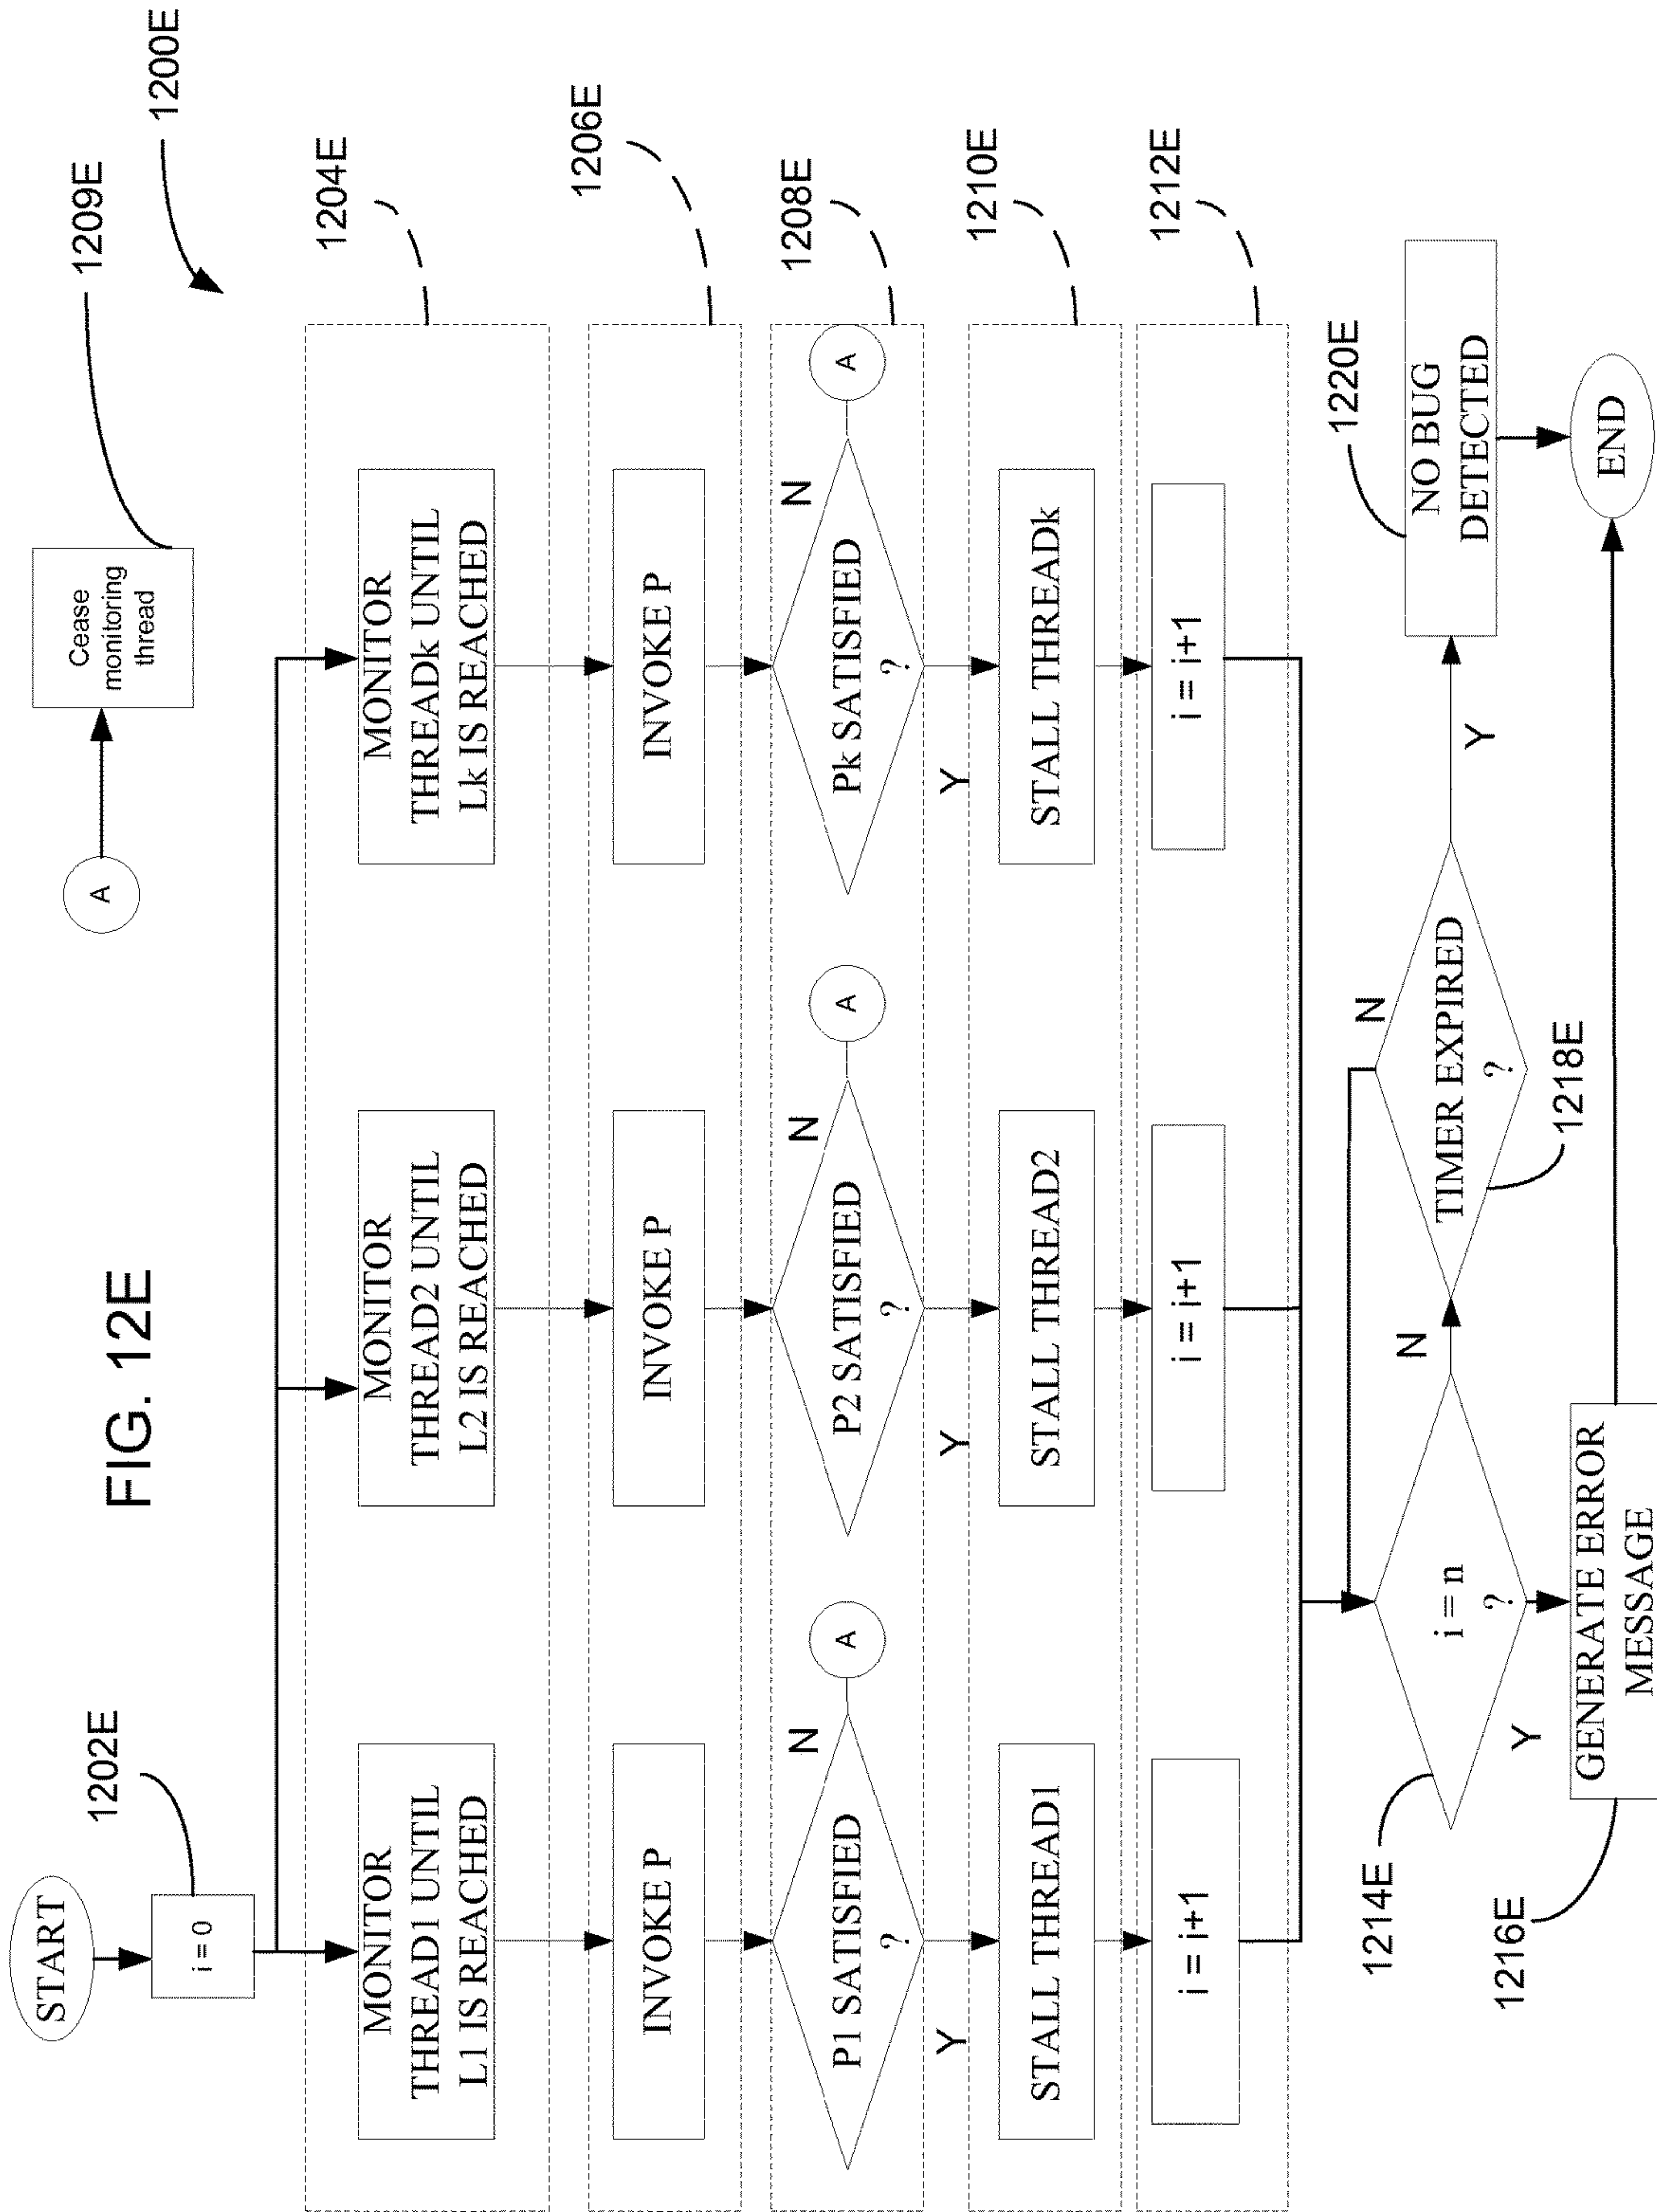 FIG. 12E
START
1202E
i = 0
A
Cease
monitoring
thread
1209E
1200E
MONITOR
THREAD1 UNTIL
L1 IS REACHED
MONITOR
THREAD2 UNTIL
L2 IS REACHED
MONITOR
THREADk UNTIL
Lk IS REACHED
1204E
INVOKE P
INVOKE P
INVOKE P
1206E
P1 SATISFIED
?
N
A
P2 SATISFIED
?
N
A
Pk SATISFIED
?
N
A
1208E
Y
Y
Y
STALL THREAD1
STALL THREAD2
STALL THREADk
1210E
i = i+1
i = i+1
i = i+1
1212E
1214E
i = n
?
N
TIMER EXPIRED
?
N
1218E
Y
NO BUG
DETECTED
1220E
Y
1216E
GENERATE ERROR
MESSAGE
END